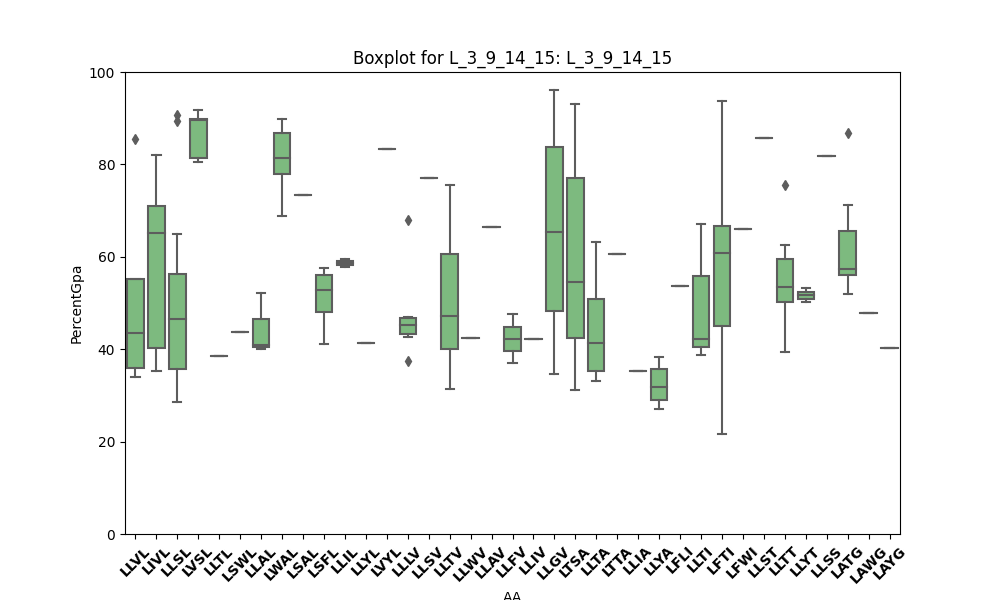 Boxplot for L_3_9_14_15: L_3_9_14_15
100
80
60
40
20
0
PercentGpa
LLVL LIVL LLSL LVSL LLTL LSWL LLAL LWAL LSAL LSFL LLIL LLYL LVYL LLLV LLSV LLTV LLWV LLAV LLFV LLIV LLGV LTSA LLTA LTTA LLIA LLYA LFLI LLTI LFTI LFWI LLST LLTT LLYT LLSS LATG LAWG LAYG
AA